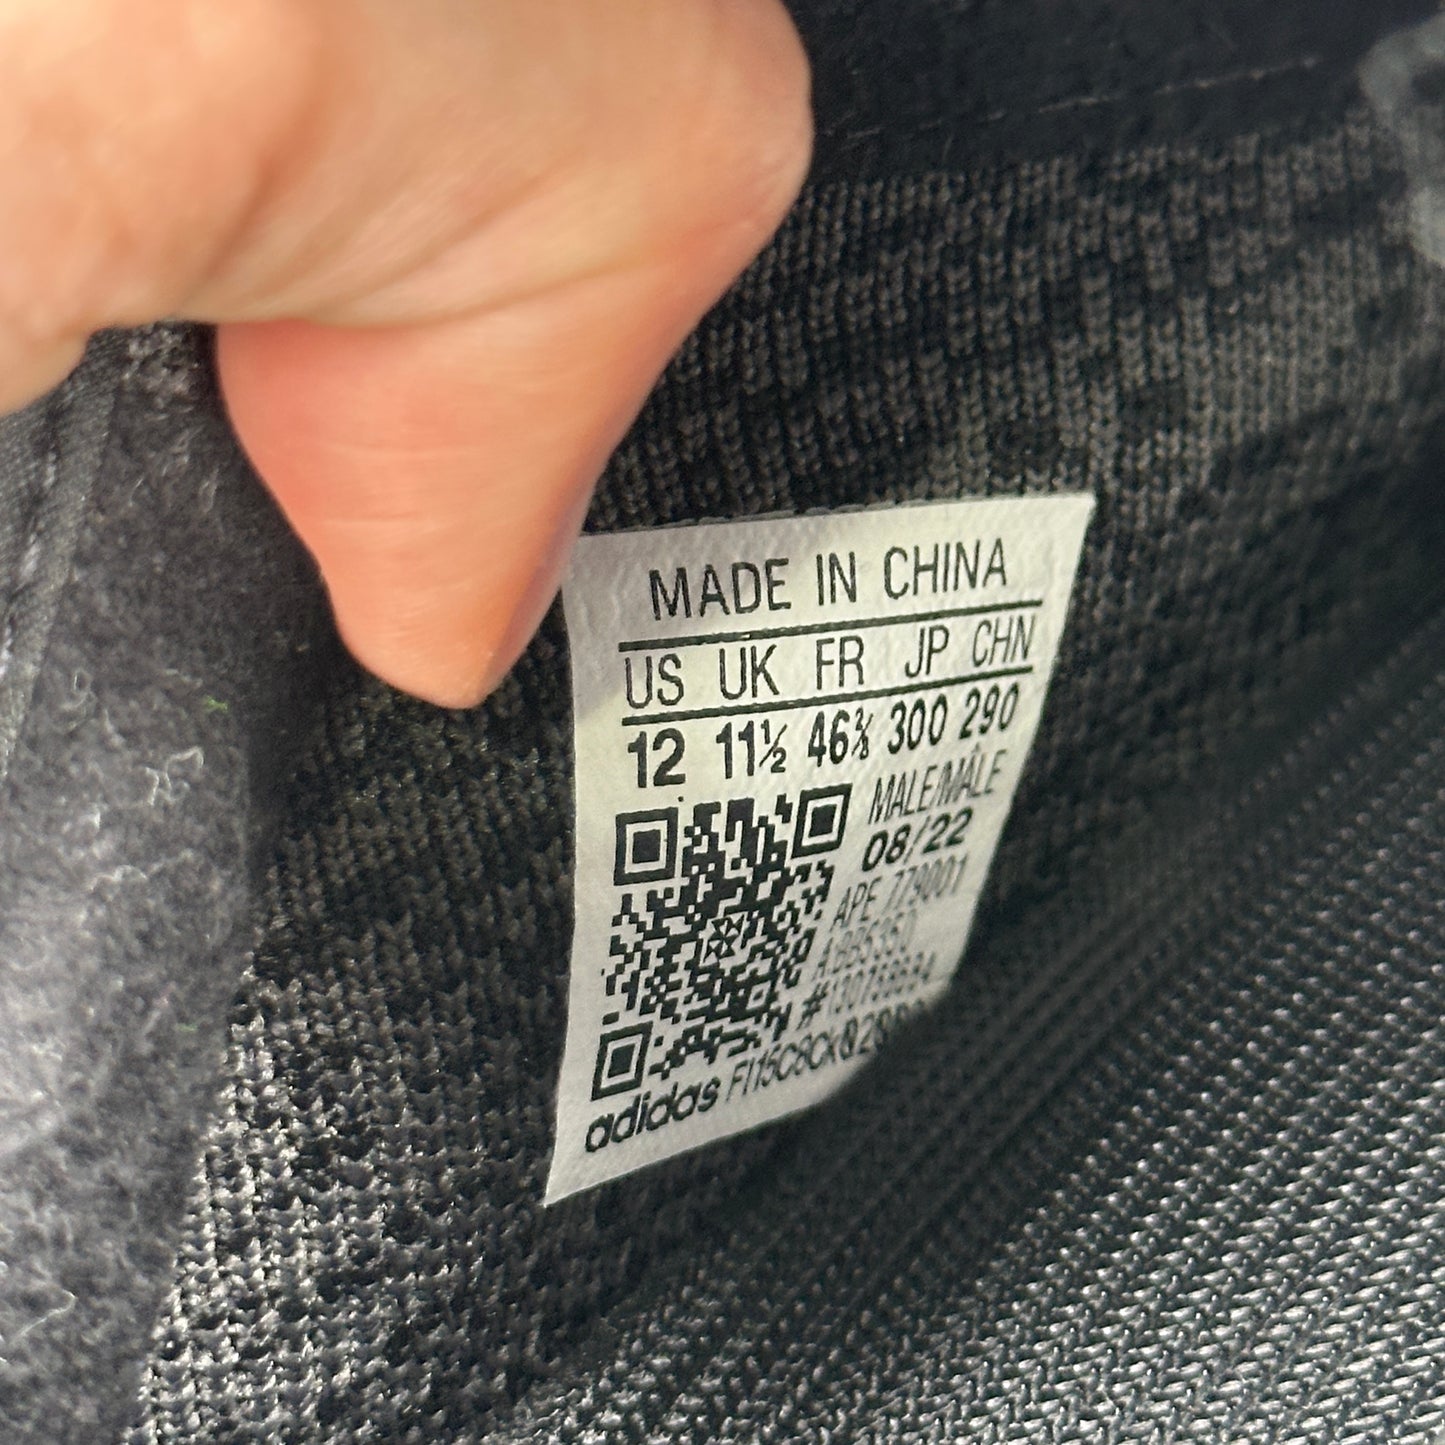 MADE IN CHINA
US UK FR JP CHN
12 11½ 46⅔ 300 290
MALE/MÂLE
08/22
APE 779001
adidas